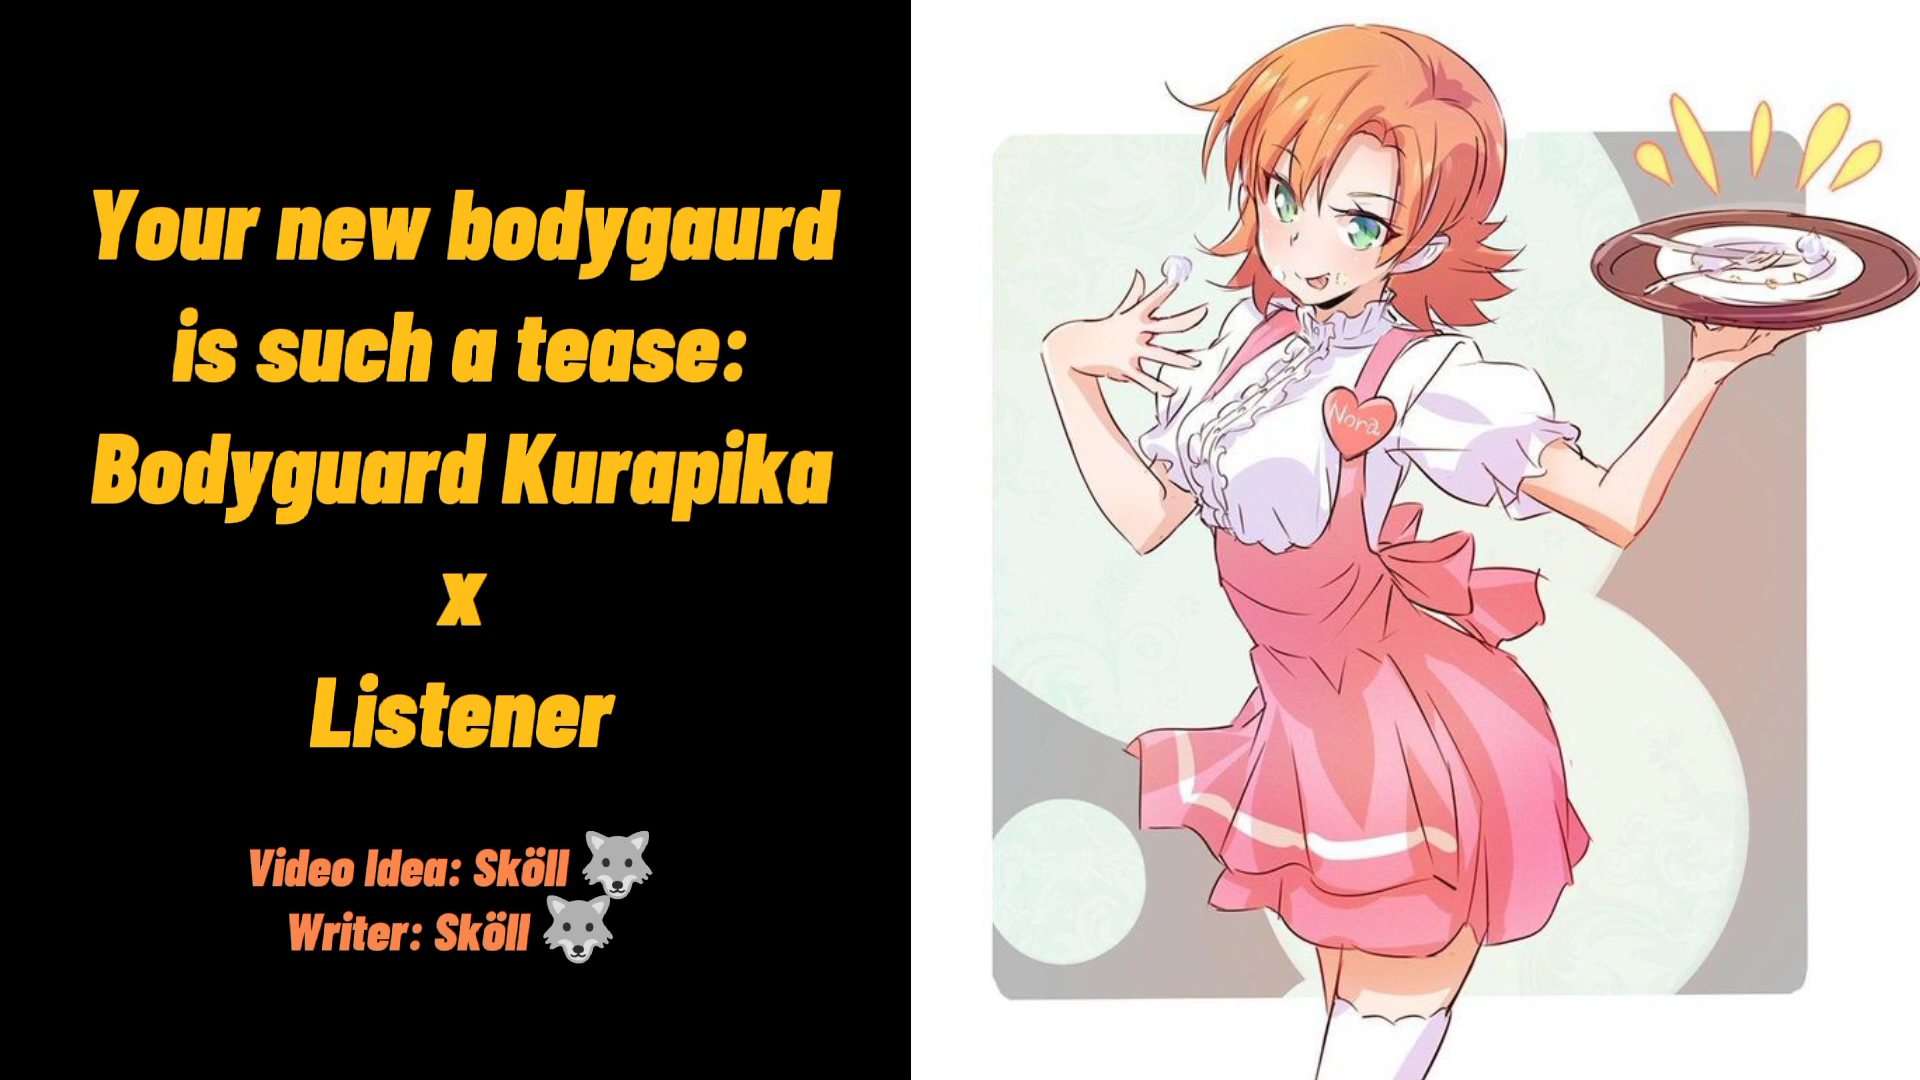 Your new bodygaurd
is such a tease:
Bodyguard Kurapika
x
Listener
Video Idea: Sköll
Writer: Sköll
Nora